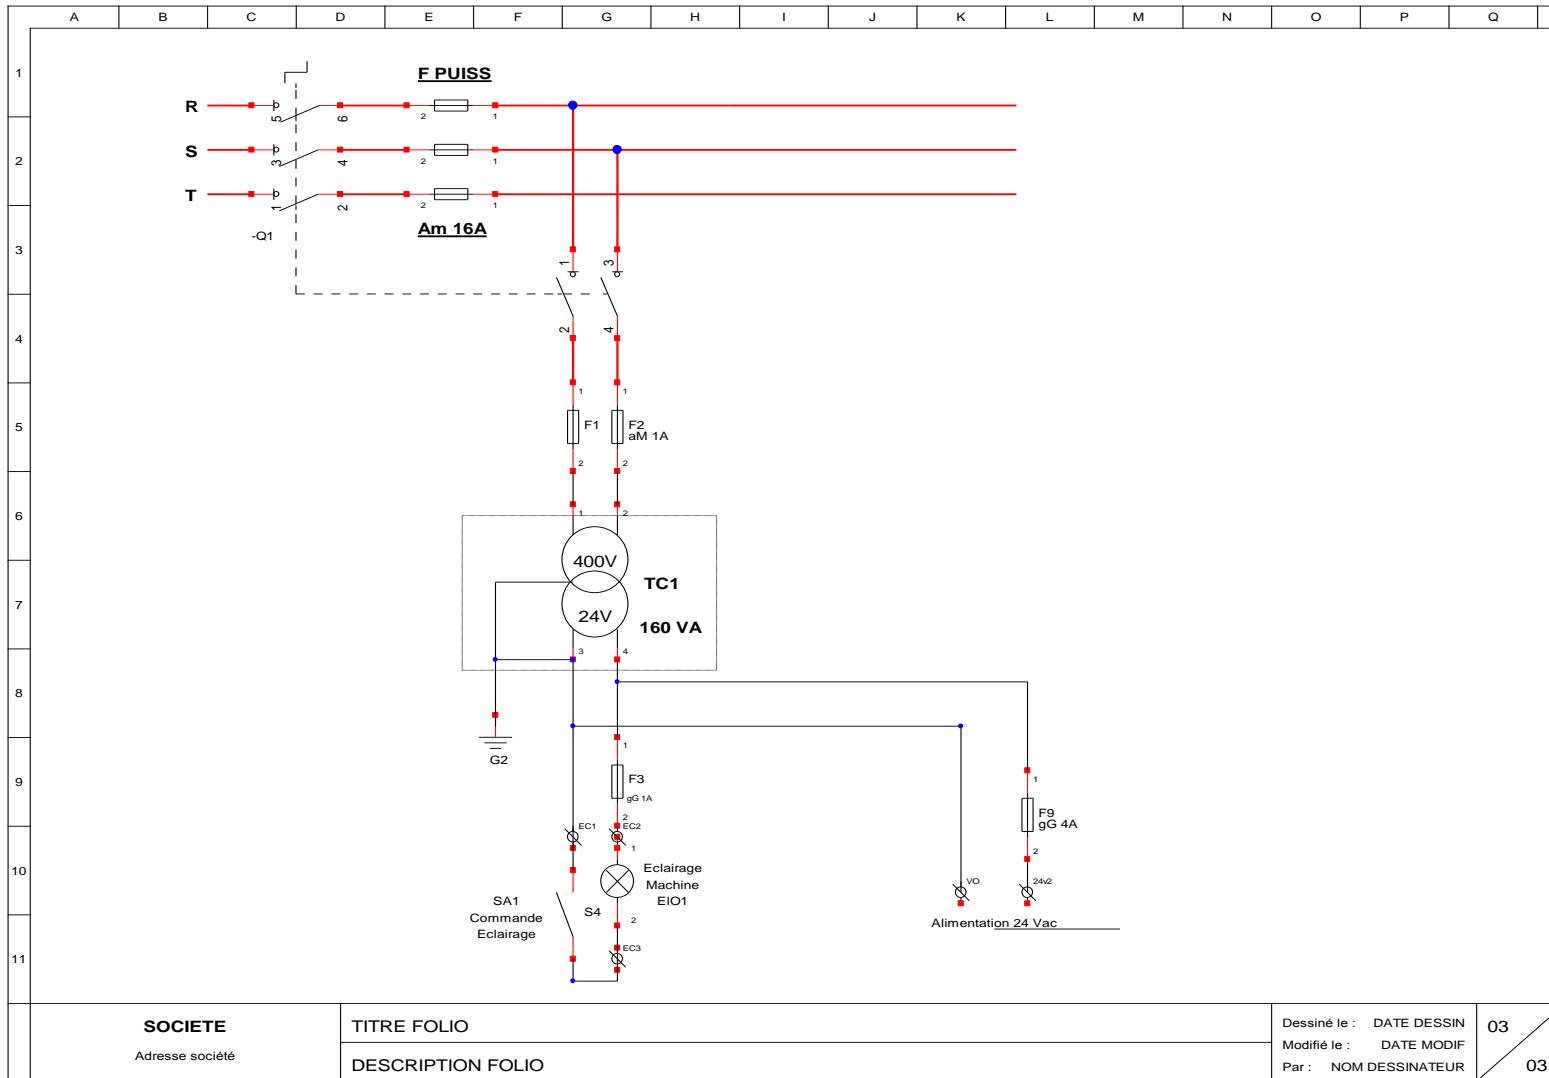 A B C D E F G H I J K L M N O P Q
1
F PUISS
R 5 6 2 1
2
S 3 4 2 1
T 1 2 2 1
-Q1 Am 16A
3
1 3
4
2 4
1 1
5
F1 F2
aM 1A
2 2
6
1 2
400V
TC1
7
24V
160 VA
3 4
8
1
G2
9
F3 1
gG 1A
F9
gG 4A
2
EC1 EC2
1 2
10
Eclairage
Machine
EIO1
VO 24v2
SA1
Commande
Eclairage
S4
2
Alimentation 24 Vac
EC3
11
SOCIETE
Adresse société
TITRE FOLIO
DESCRIPTION FOLIO
Dessiné le : DATE DESSIN
Modifié le : DATE MODIF
Par : NOM DESSINATEUR
03
03